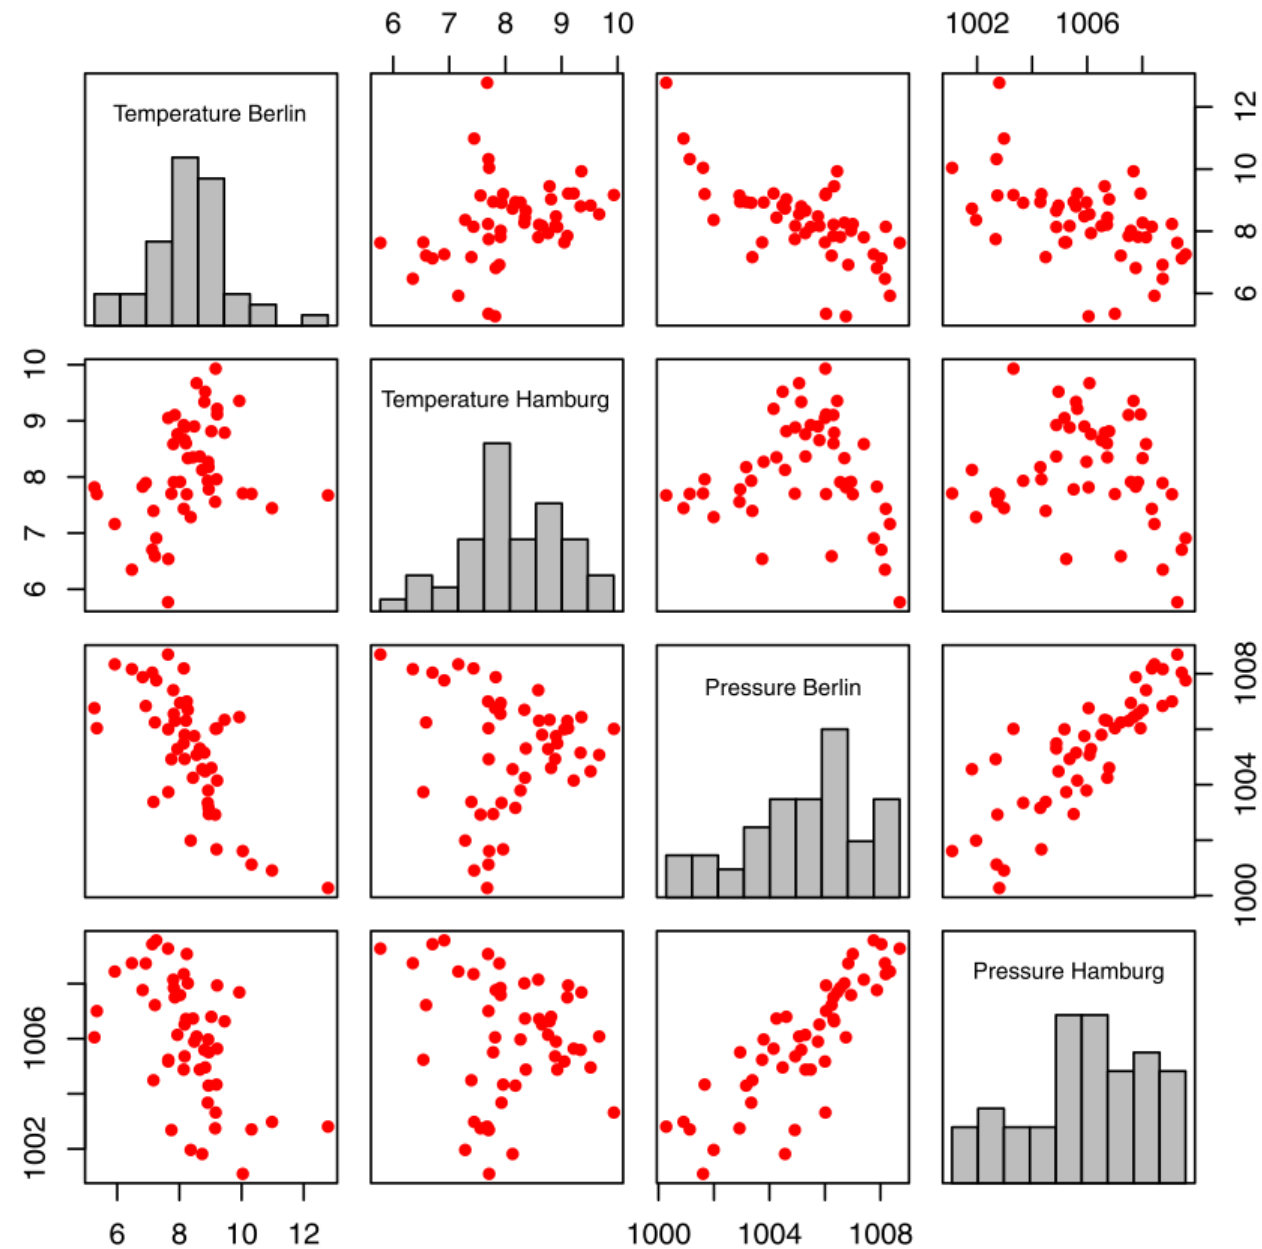 6 7 8 9 10
1002 1006
Temperature Berlin
6 8 10 12
Temperature Hamburg
6 7 8 9 10
Pressure Berlin
1000 1004 1008
Pressure Hamburg
1002 1006
6 8 10 12
1000 1004 1008